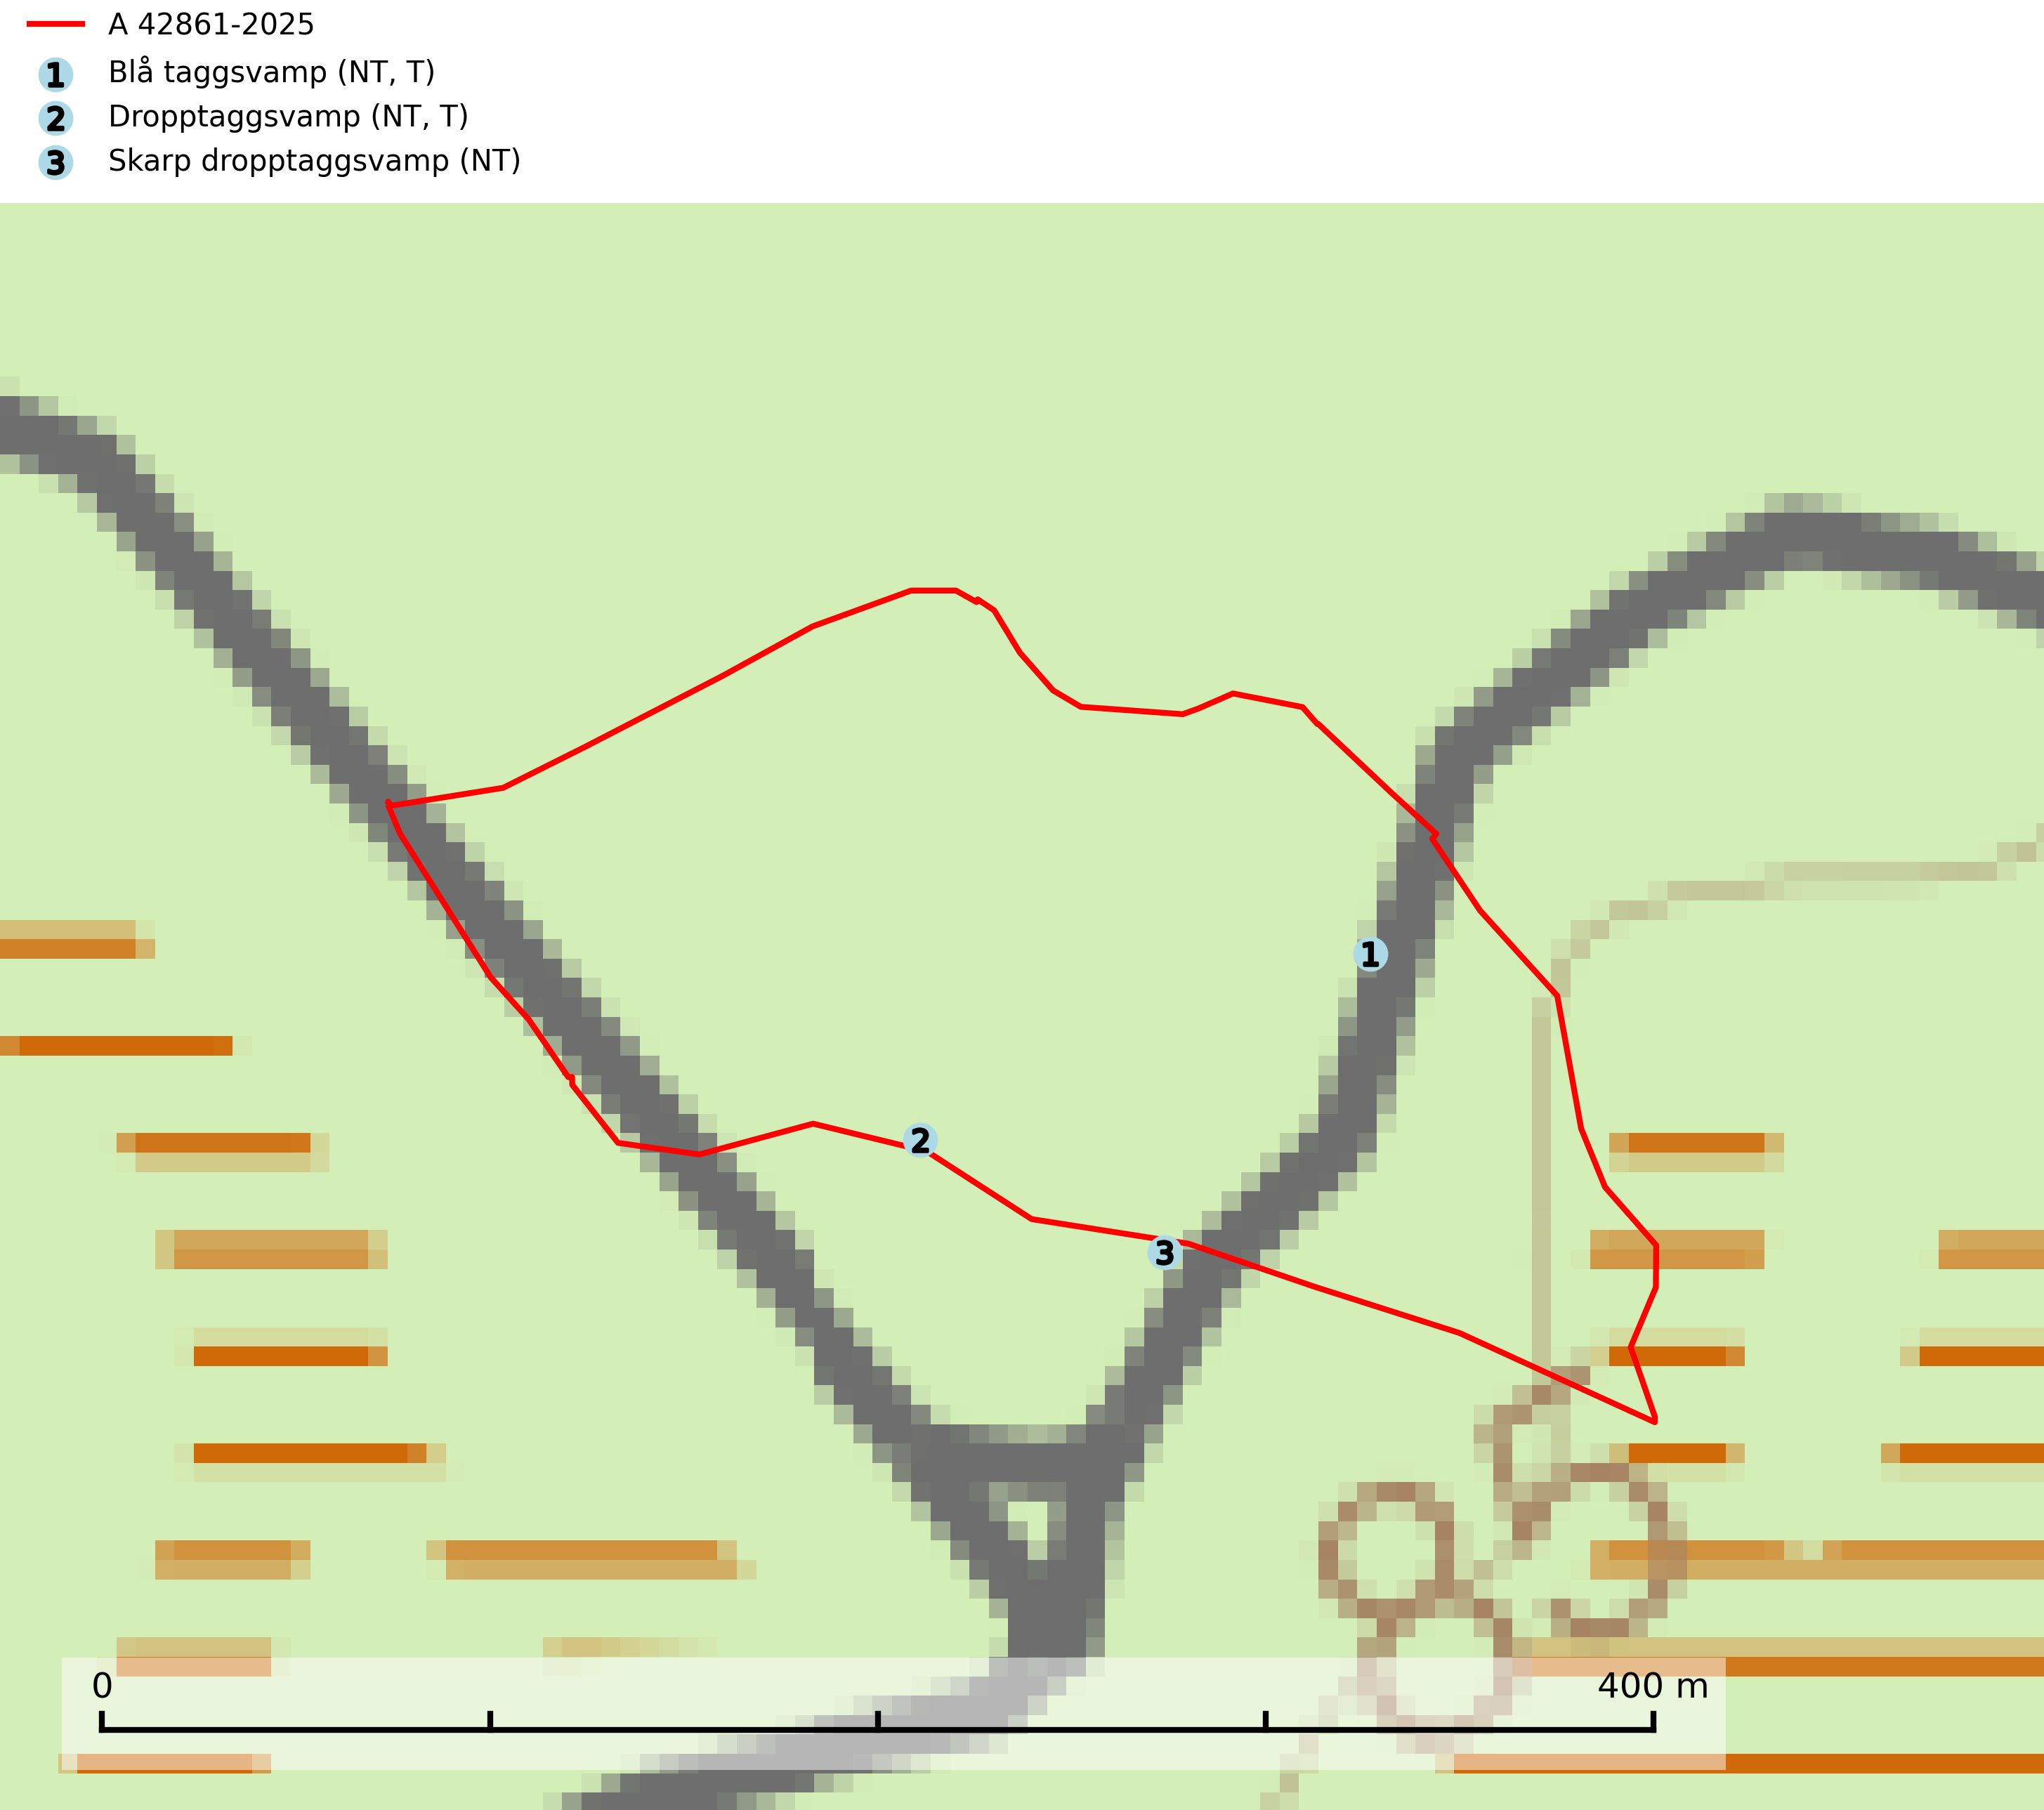 A 42861-2025
1 Blå taggsvamp (NT, T)
2 Dropptaggsvamp (NT, T)
3 Skarp dropptaggsvamp (NT)
1
2
3
0 400 m